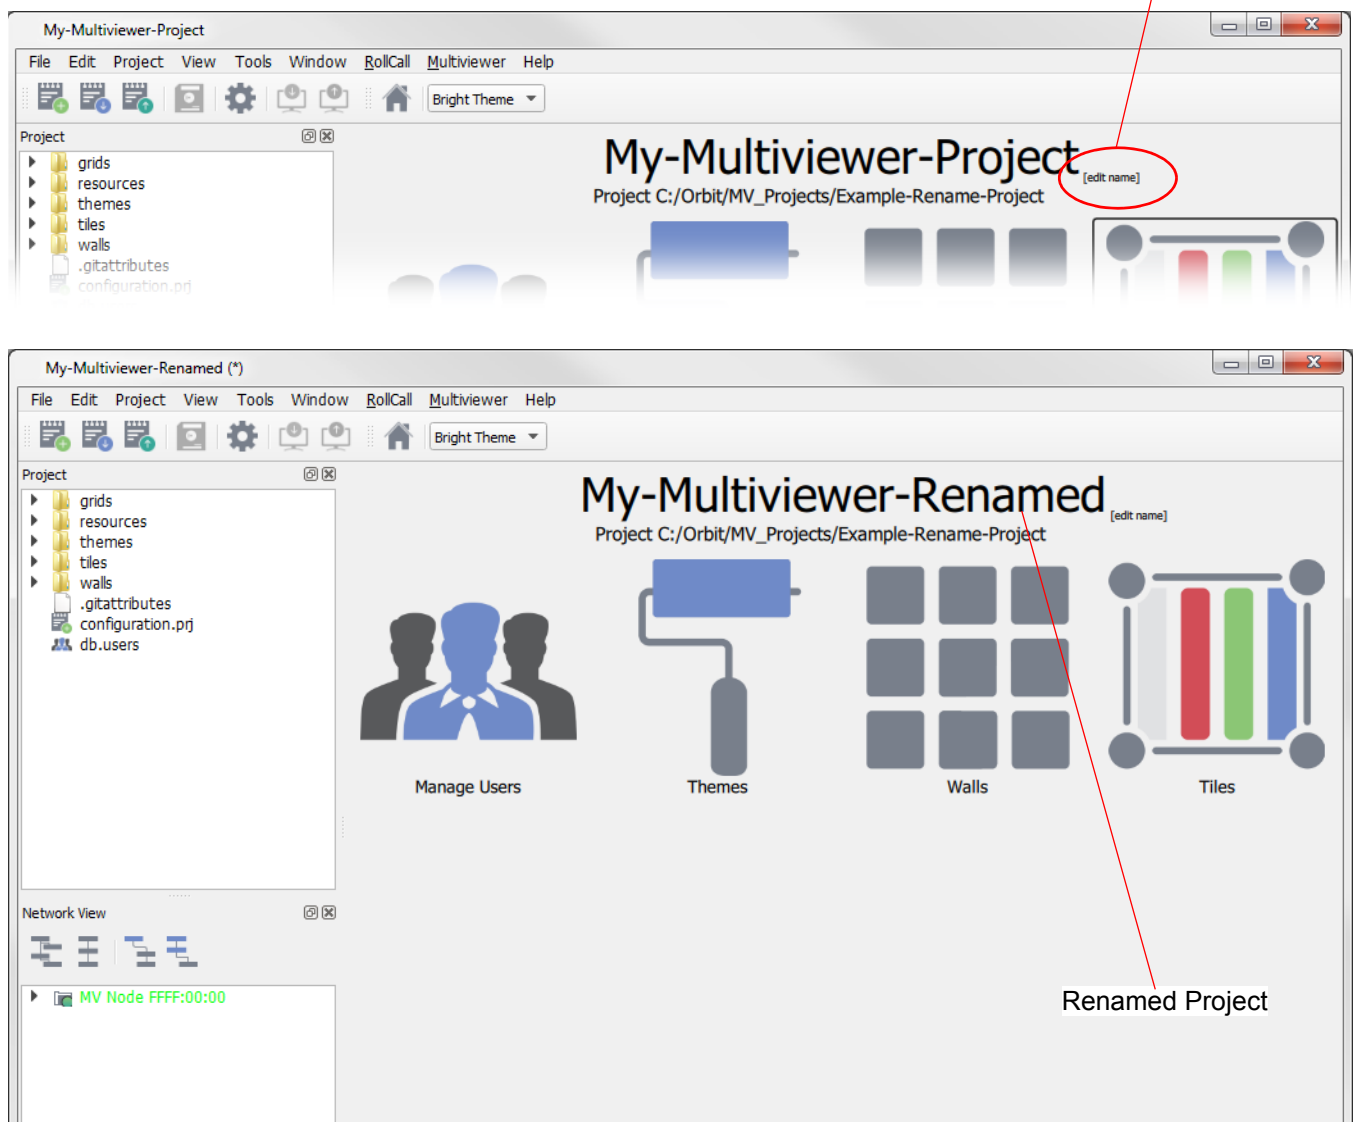 My-Multiviewer-Project
File Edit Project View Tools Window RollCall Multiviewer Help
Bright Theme
Project
grids
resources
themes
tiles
walls
.gitattributes
configuration.prj
My-Multiviewer-Project [edit name]
Project C:/Orbit/MV_Projects/Example-Rename-Project
My-Multiviewer-Renamed (*)
File Edit Project View Tools Window RollCall Multiviewer Help
Bright Theme
Project
grids
resources
themes
tiles
walls
.gitattributes
configuration.prj
db.users
My-Multiviewer-Renamed [edit name]
Project C:/Orbit/MV_Projects/Example-Rename-Project
Manage Users Themes Walls Tiles
Network View
MV Node FFFF:00:00
Renamed Project